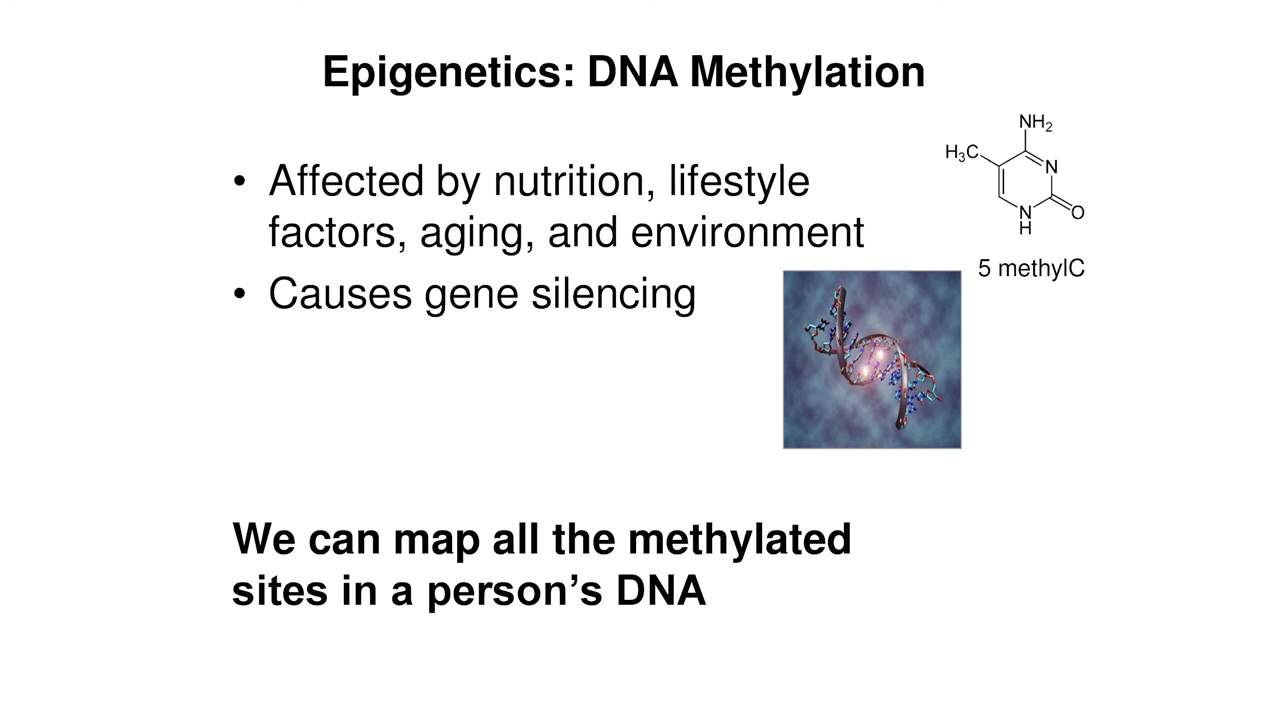 Epigenetics: DNA Methylation
• Affected by nutrition, lifestyle
factors, aging, and environment
• Causes gene silencing
NH₂
H₃C
N
N
H
O
5 methylC
We can map all the methylated
sites in a person’s DNA